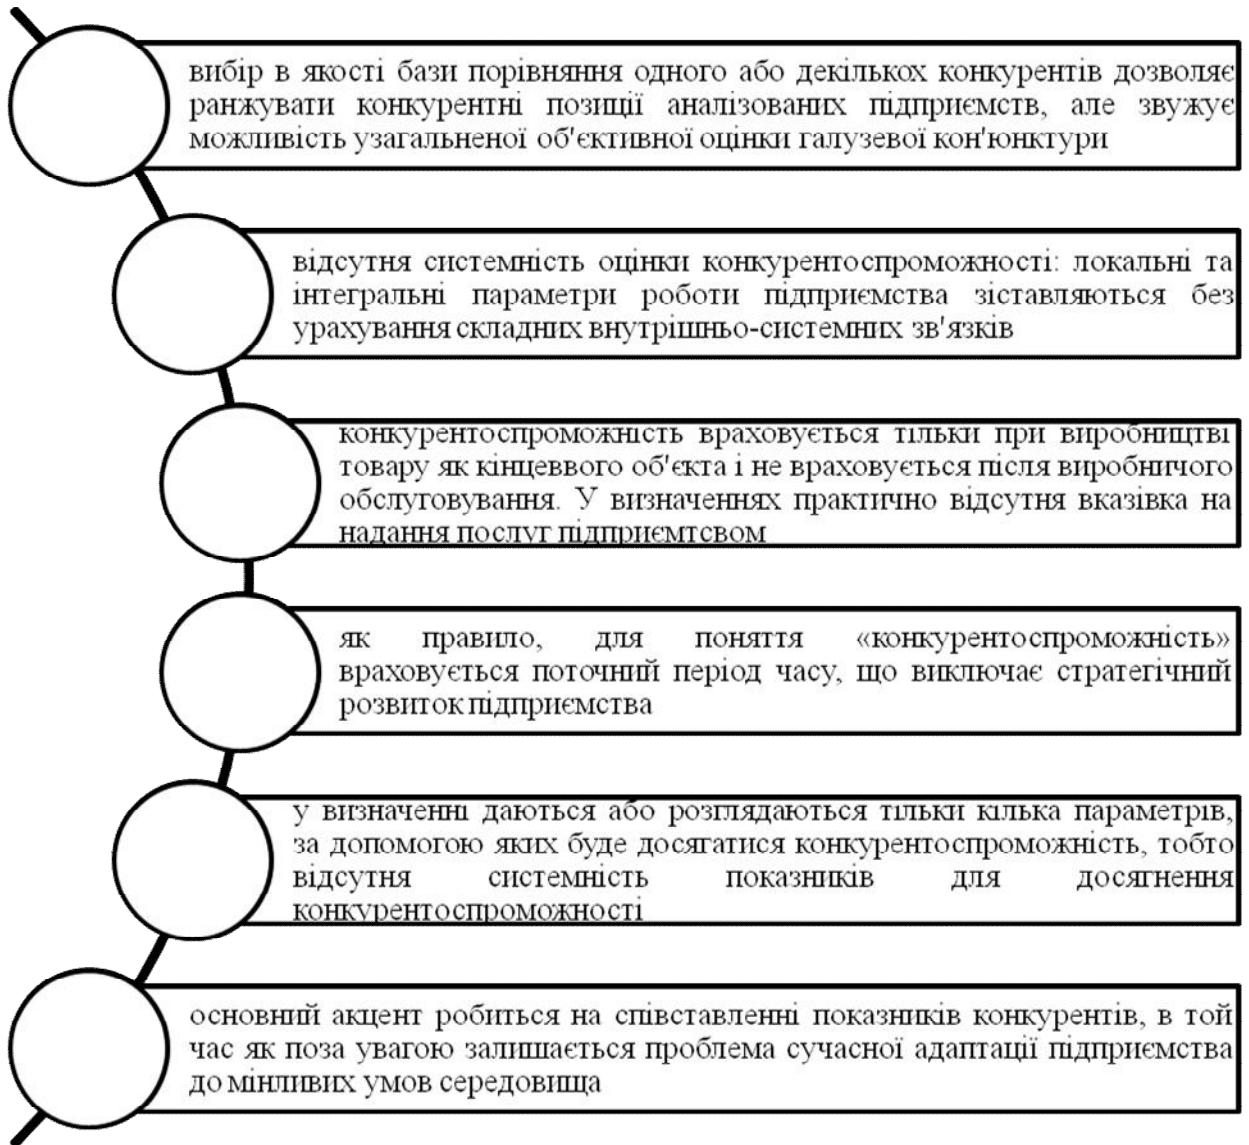 вибір в якості бази порівняння одного або декількох конкурентів дозволяє
ранжувати конкурентні позиції аналізованих підприємств, але звужує
можливість узагальненої об'єктивної оцінки галузевої кон'юнктури
відсутня системність оцінки конкурентоспроможності: локальні та
інтегральні параметри роботи підприємства зіставляються без
урахування складних внутрішньо-системних зв'язків
конкурентоспроможність враховується тільки при виробництві
товару як кінцеввого об'єкта і не враховується після виробничого
обслуговування. У визначеннях практично відсутня вказівка на
надання послуг підприємтсвом
як правило, для поняття «конкурентоспроможність»
враховується поточний період часу, що виключає стратегічний
розвиток підприємства
у визначенні даються або розглядаються тільки кілька параметрів,
за допомогою яких буде досягатися конкурентоспроможність, тобто
відсутня системність показників для досягнення
конкурентоспроможності
основний акцент робиться на співставленні показників конкурентів, в той
час як поза увагою залишається проблема сучасної адаптації підприємства
до мінливих умов середовища